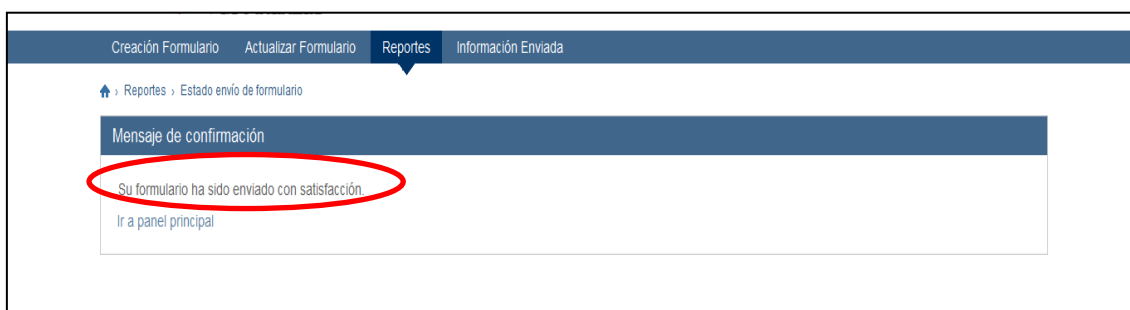 Creación Formulario Actualizar Formulario Reportes Información Enviada
› Reportes › Estado envío de formulario
Mensaje de confirmación
Su formulario ha sido enviado con satisfacción.
Ir a panel principal